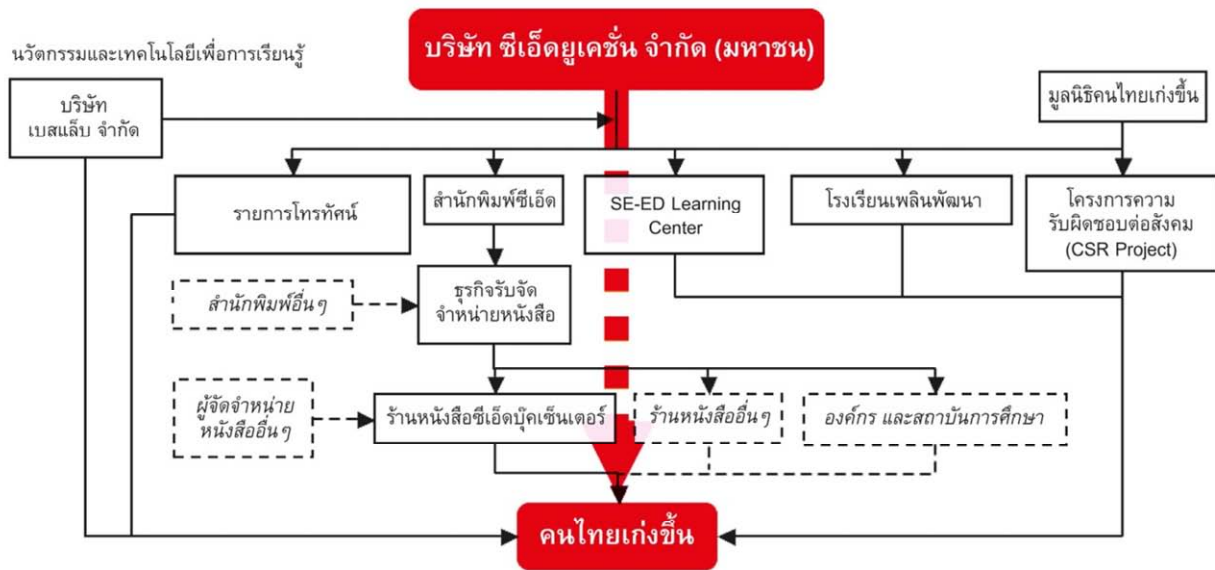 บริษัท ซีเอ็ดยูเคชั่น จำกัด (มหาชน)
นวัตกรรมและเทคโนโลยีเพื่อการเรียนรู้
บริษัท
เบสแล็บ จำกัด
มูลนิธิคนไทยเก่งขึ้น
รายการโทรทัศน์
สำนักพิมพ์ซีเอ็ด
SE-ED Learning
Center
โรงเรียนเพลินพัฒนา
โครงการความ
รับผิดชอบต่อสังคม
(CSR Project)
สำนักพิมพ์อื่นๆ
ธุรกิจรับจัด
จำหน่ายหนังสือ
ผู้จัดจำหน่าย
หนังสืออื่นๆ
ร้านหนังสือซีเอ็ดบุ๊คเซ็นเตอร์
ร้านหนังสืออื่นๆ
องค์กร และสถาบันการศึกษา
คนไทยเก่งขึ้น